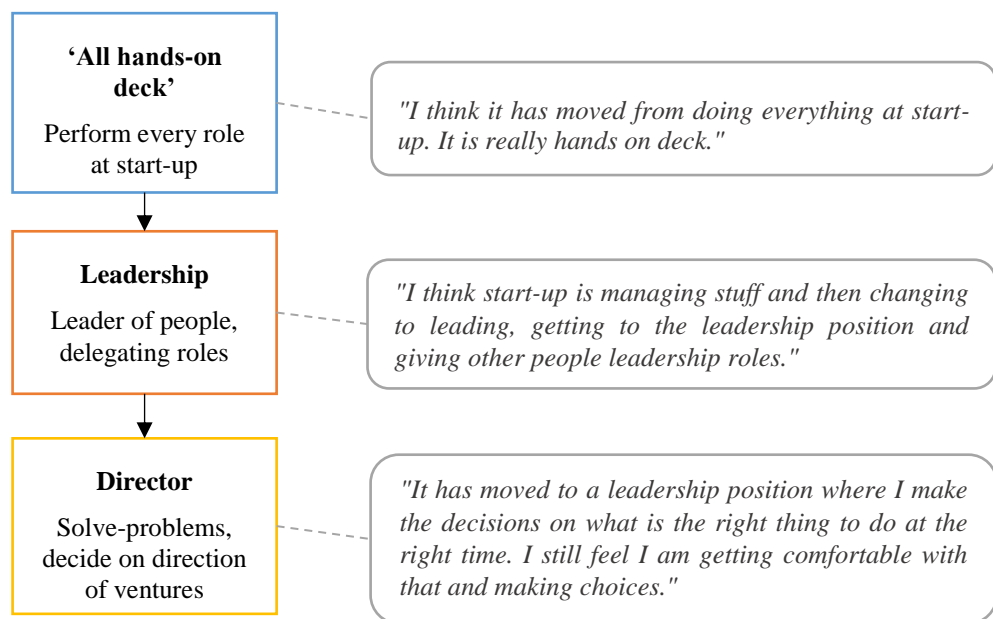 ‘All hands-on
deck’
Perform every role
at start-up
"I think it has moved from doing everything at start-
up. It is really hands on deck."
Leadership
Leader of people,
delegating roles
"I think start-up is managing stuff and then changing
to leading, getting to the leadership position and
giving other people leadership roles."
Director
Solve-problems,
decide on direction
of ventures
"It has moved to a leadership position where I make
the decisions on what is the right thing to do at the
right time. I still feel I am getting comfortable with
that and making choices."